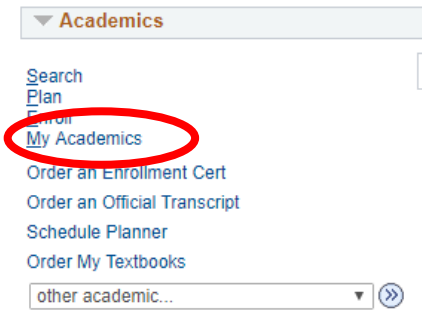 Academics
Search
Plan
Enroll
My Academics
Order an Enrollment Cert
Order an Official Transcript
Schedule Planner
Order My Textbooks
other academic...